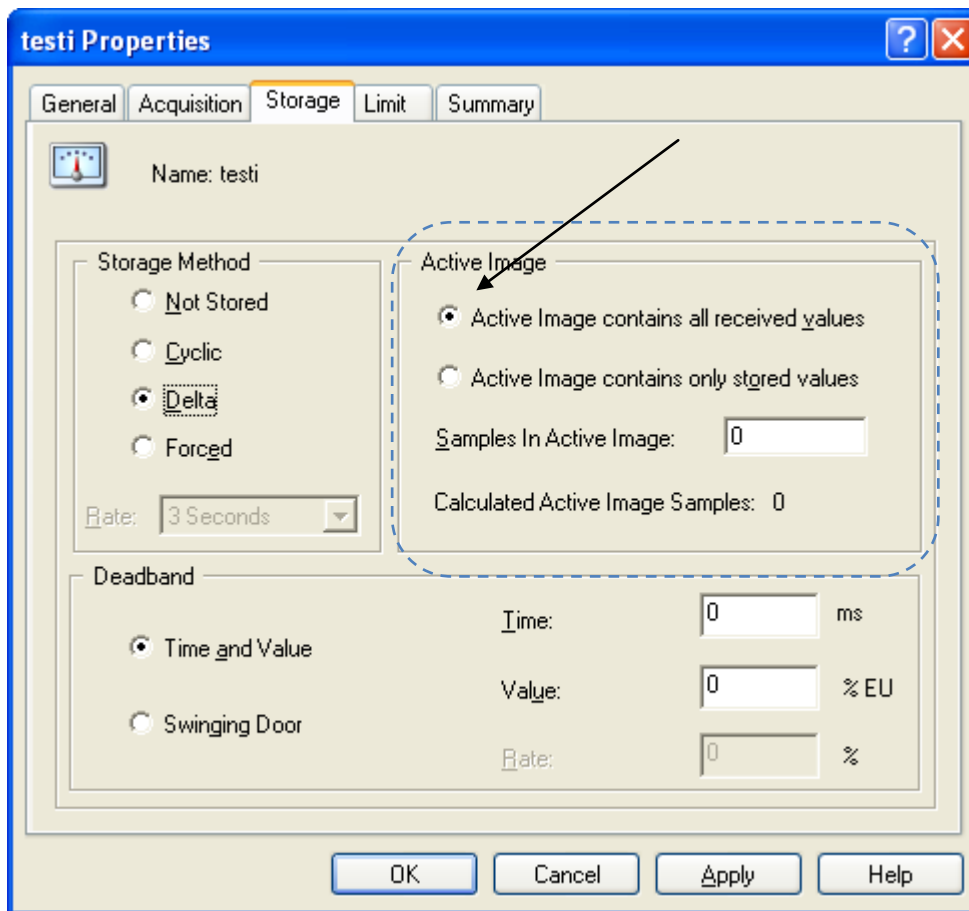 testi Properties
General Acquisition Storage Limit Summary
Name: testi
Storage Method
Not Stored
Cyclic
Delta
Forced
Rate: 3 Seconds
Active Image
Active Image contains all received values
Active Image contains only stored values
Samples In Active Image: 0
Calculated Active Image Samples: 0
Deadband
Time and Value
Swinging Door
Time: 0 ms
Value: 0 % EU
Rate: 0 %
OK Cancel Apply Help